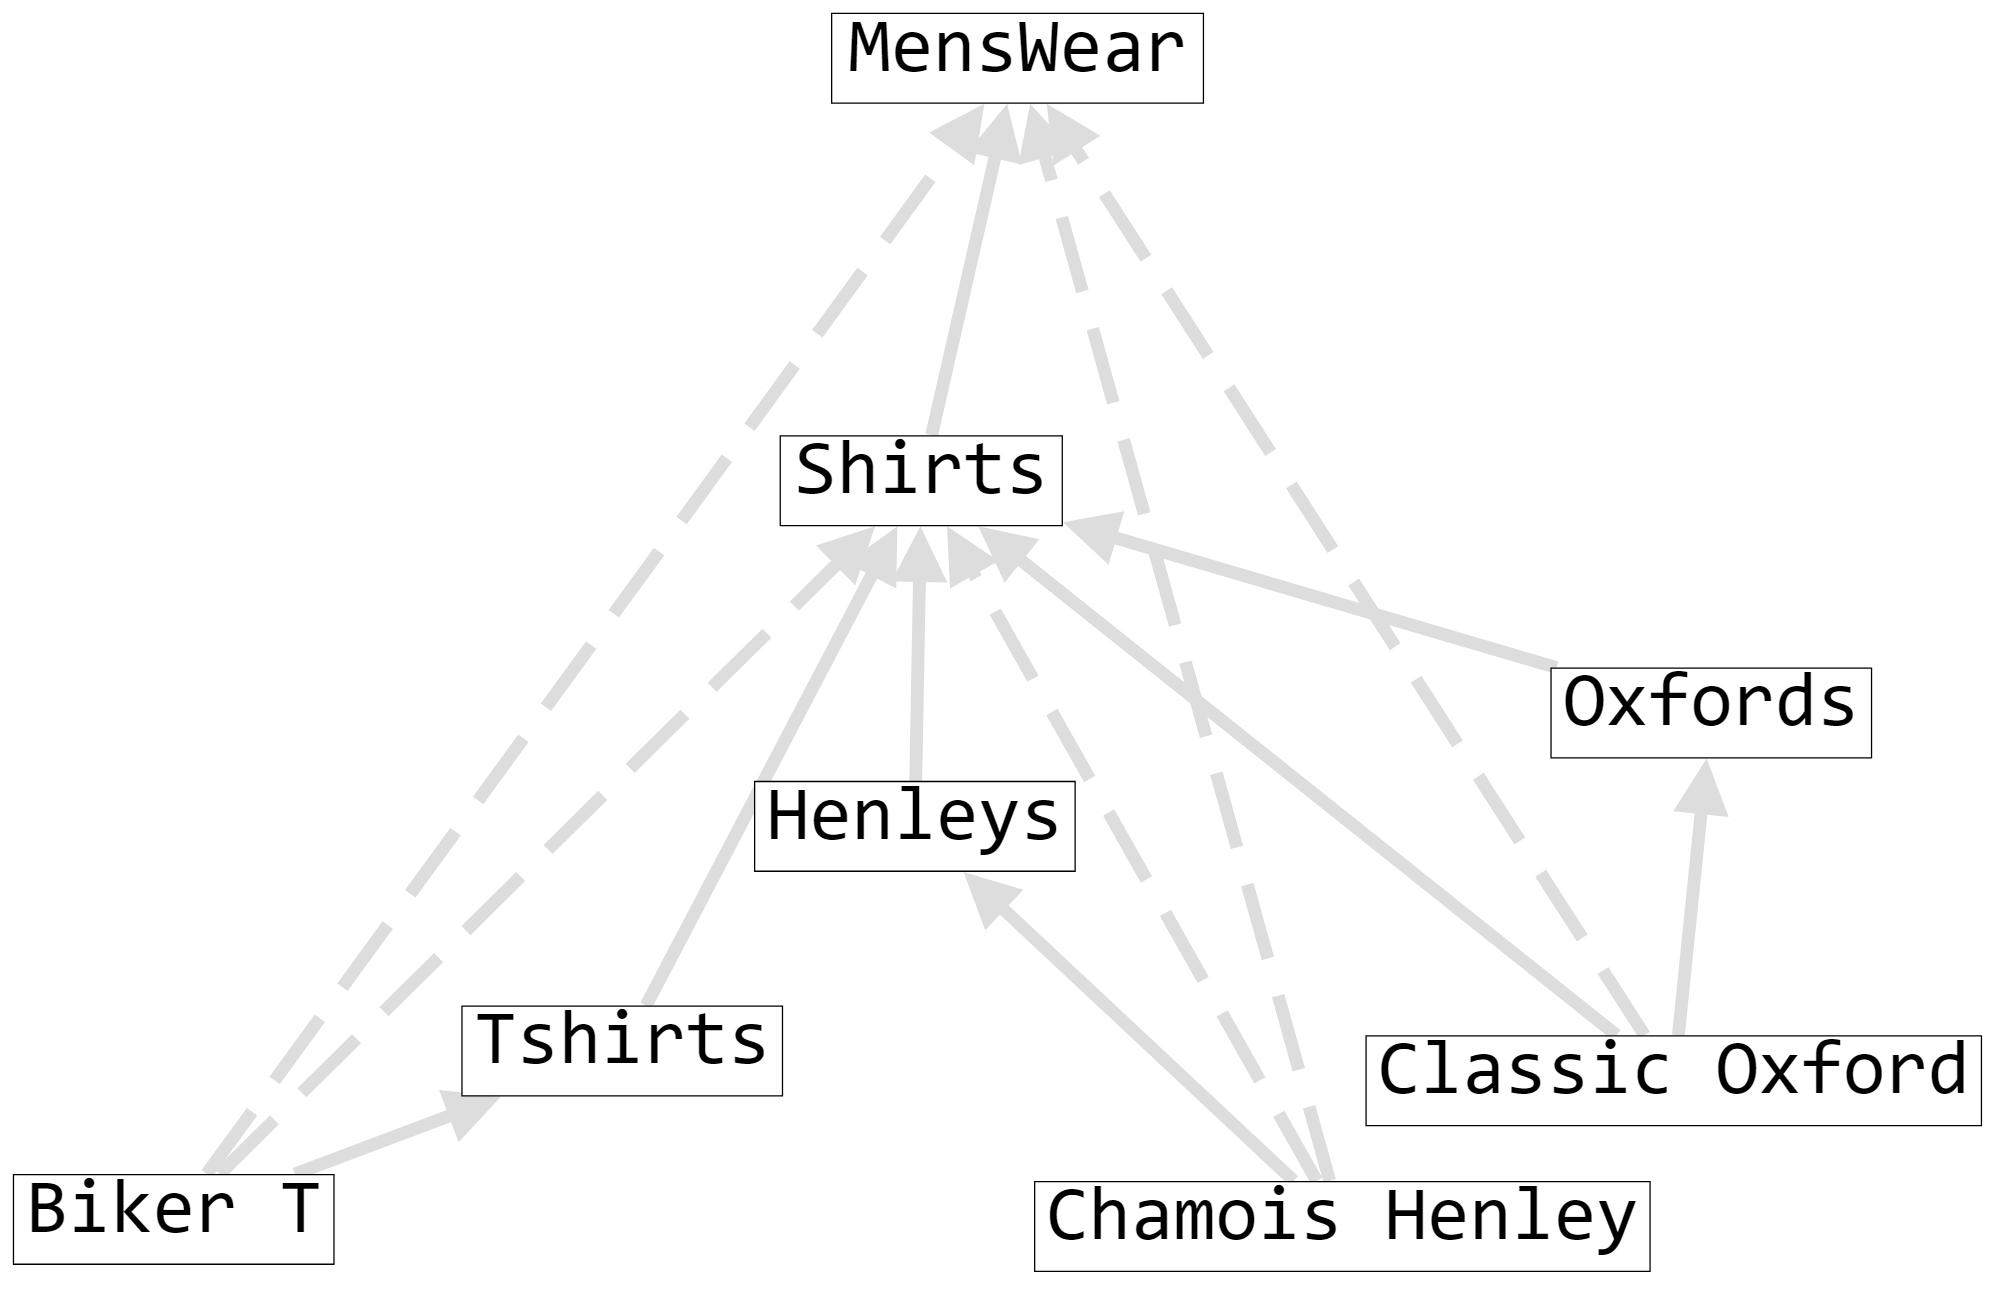 MensWear
Shirts
Oxfords
Henleys
Tshirts
Classic Oxford
Biker T
Chamois Henley